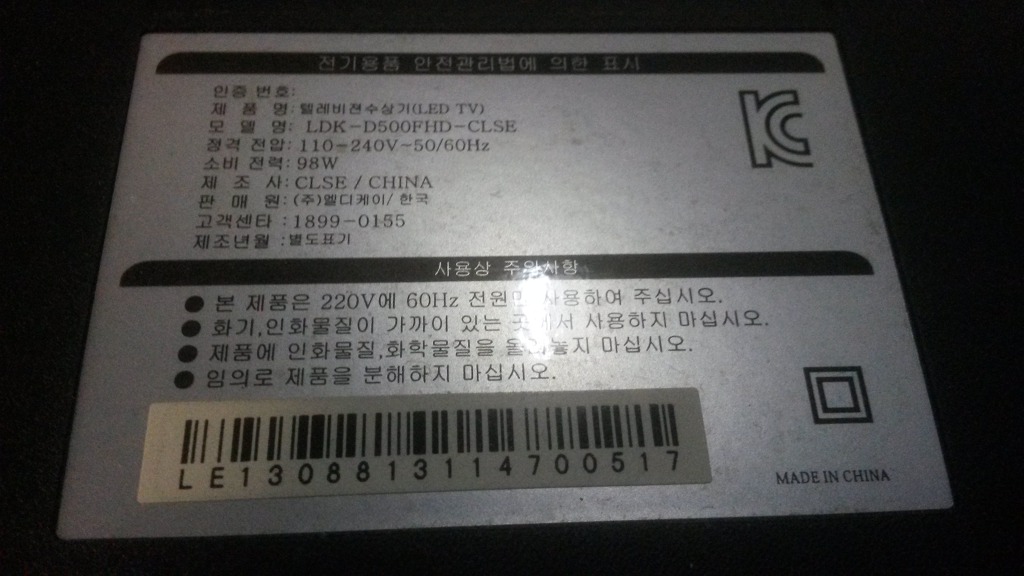 전기용품 안전관리법에 의한 표시
인증 번호:
제 품 명: 텔레비젼수상기(LED TV)
모 델 명: LDK-D500FHD-CLSE
정격 전압: 110-240V~50/60Hz
소비 전력: 98W
제 조 사: CLSE / CHINA
판 매 원: (주)엘디케이/ 한국
고객센타 : 1899-0155
제조년월 : 별도표기
사용상 주의사항
● 본 제품은 220V에 60Hz 전원만 사용하여 주십시오.
● 화기,인화물질이 가까이 있는 곳에서 사용하지 마십시오.
● 제품에 인화물질,화학물질을 올려놓지 마십시오.
● 임의로 제품을 분해하지 마십시오.
LE1308813114700517
MADE IN CHINA